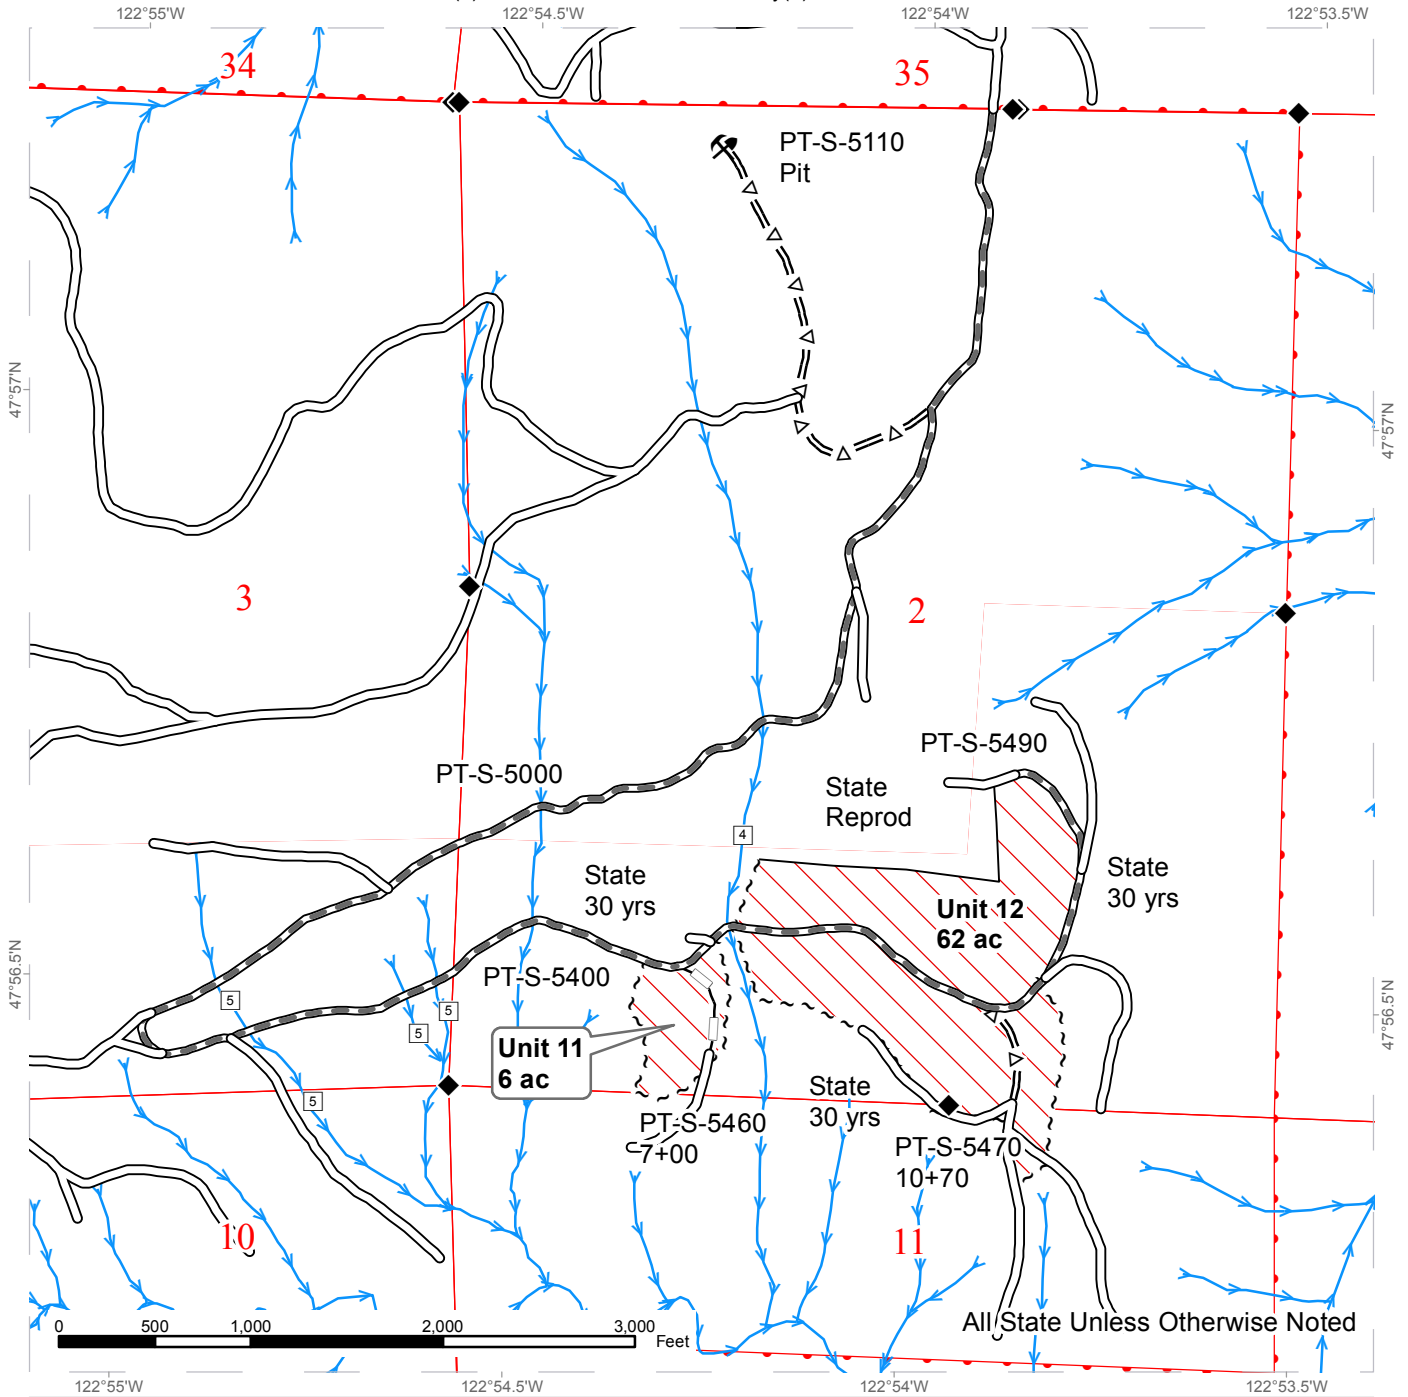 122°55'W
122°54.5'W
122°54'W
122°53.5'W
34
35
PT-S-5110
Pit
47°57'N
47°57'N
3
2
PT-S-5490
PT-S-5000
State
Reprod
4
State
30 yrs
State
30 yrs
Unit 12
62 ac
47°56.5'N
47°56.5'N
PT-S-5400
5
5
5
Unit 11
6 ac
5
State
30 yrs
PT-S-5460
7+00
PT-S-5470
10+70
10
11
All State Unless Otherwise Noted
0
500
1,000
2,000
3,000
Feet
122°55'W
122°54.5'W
122°54'W
122°53.5'W